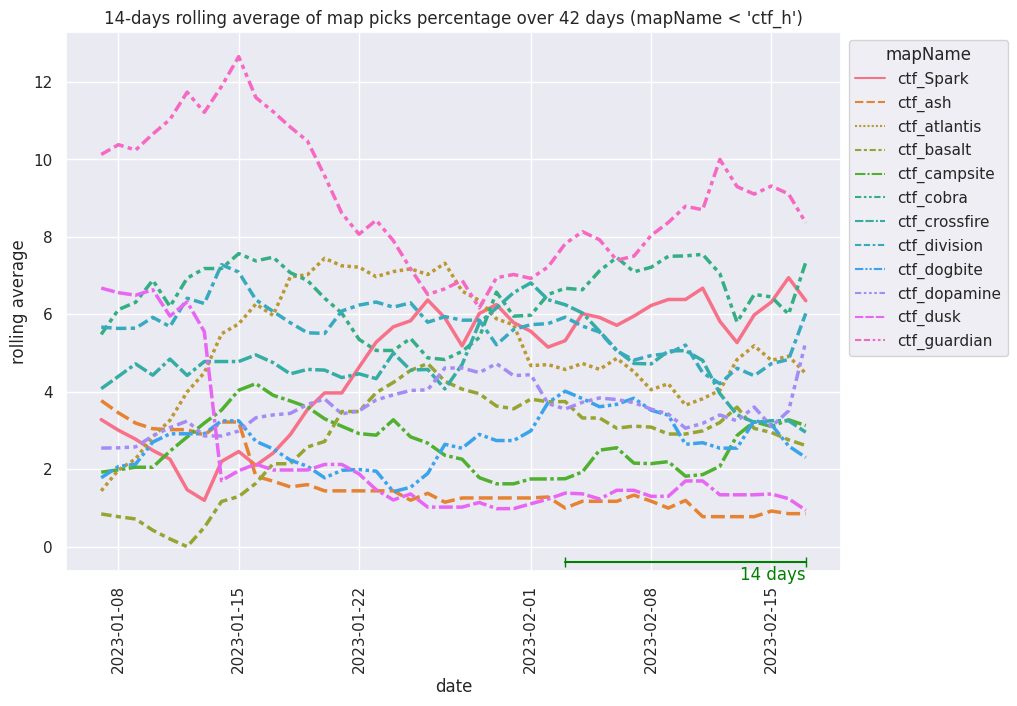 14-days rolling average of map picks percentage over 42 days (mapName < 'ctf_h')
rolling average
12
10
8
6
4
2
0
14 days
2023-01-08
2023-01-15
2023-01-22
2023-02-01
2023-02-08
2023-02-15
date
mapName
ctf_Spark
ctf_ash
ctf_atlantis
ctf_basalt
ctf_campsite
ctf_cobra
ctf_crossfire
ctf_division
ctf_dogbite
ctf_dopamine
ctf_dusk
ctf_guardian